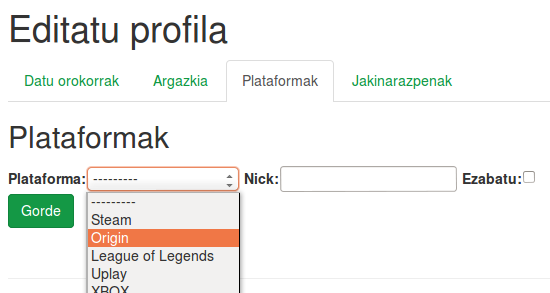 Editatu profila
Datu orokorrak Argazkia Plataformak Jakinarazpenak
Plataformak
Plataforma: --------- Nick: Ezabatu:
Gorde
---------
Steam
Origin
League of Legends
Uplay
XBOX